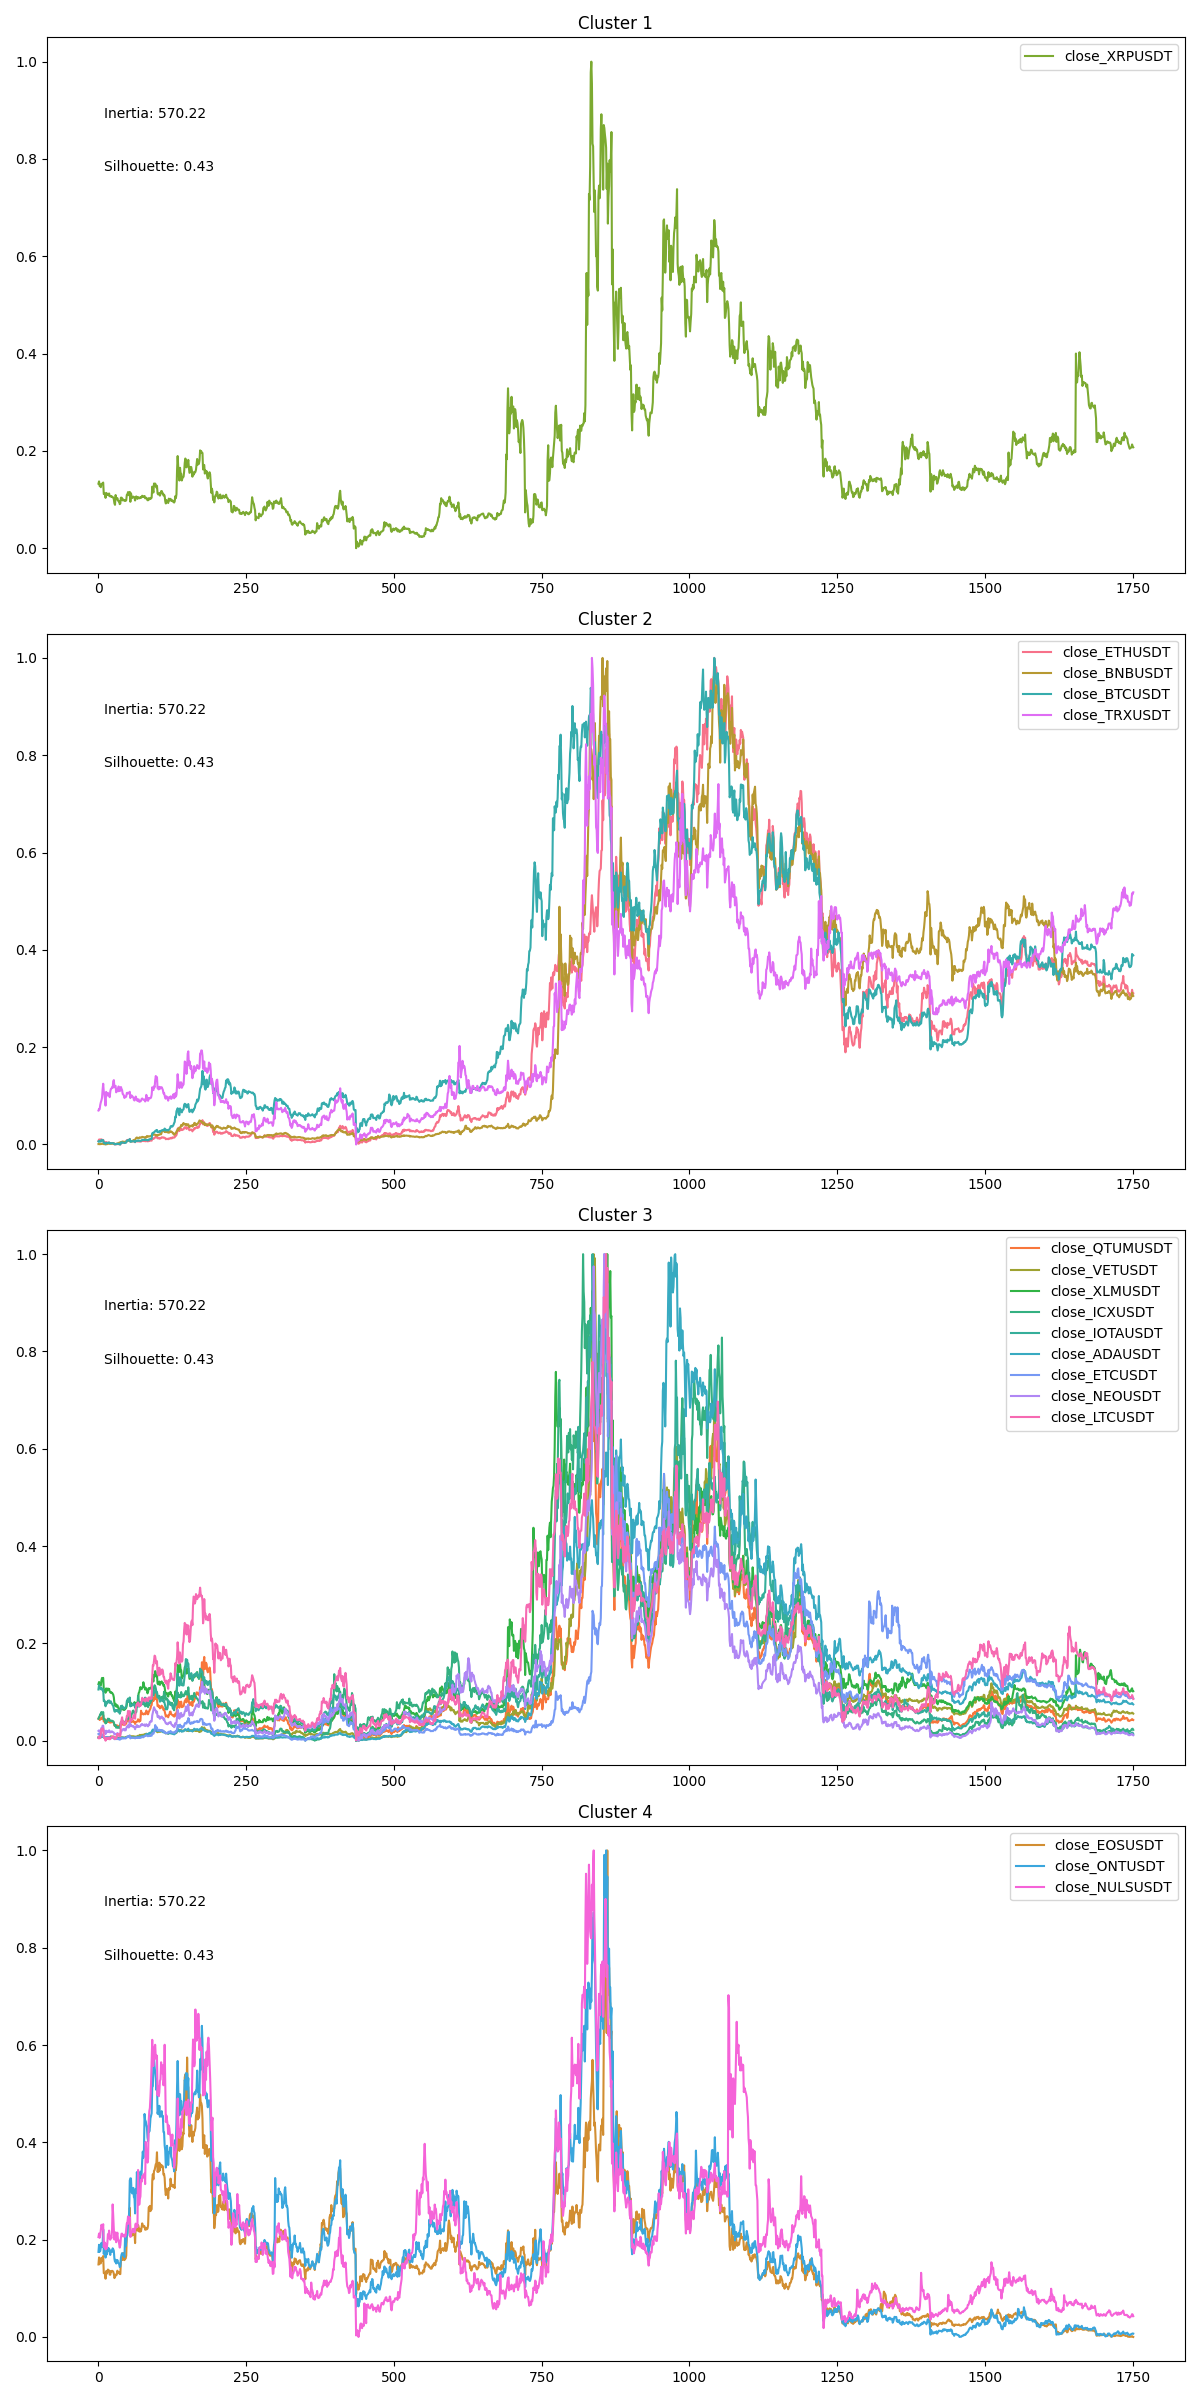 Cluster 1
close_XRPUSDT
Inertia: 570.22
Silhouette: 0.43
1.0
0.8
0.6
0.4
0.2
0.0
0 250 500 750 1000 1250 1500 1750
Cluster 2
close_ETHUSDT
close_BNBUSDT
close_BTCUSDT
close_TRXUSDT
Inertia: 570.22
Silhouette: 0.43
1.0
0.8
0.6
0.4
0.2
0.0
0 250 500 750 1000 1250 1500 1750
Cluster 3
close_QTUMUSDT
close_VETUSDT
close_XLMUSDT
close_ICXUSDT
close_IOTAUSDT
close_ADAUSDT
close_ETCUSDT
close_NEOUSDT
close_LTCUSDT
Inertia: 570.22
Silhouette: 0.43
1.0
0.8
0.6
0.4
0.2
0.0
0 250 500 750 1000 1250 1500 1750
Cluster 4
close_EOSUSDT
close_ONTUSDT
close_NULSUSDT
Inertia: 570.22
Silhouette: 0.43
1.0
0.8
0.6
0.4
0.2
0.0
0 250 500 750 1000 1250 1500 1750